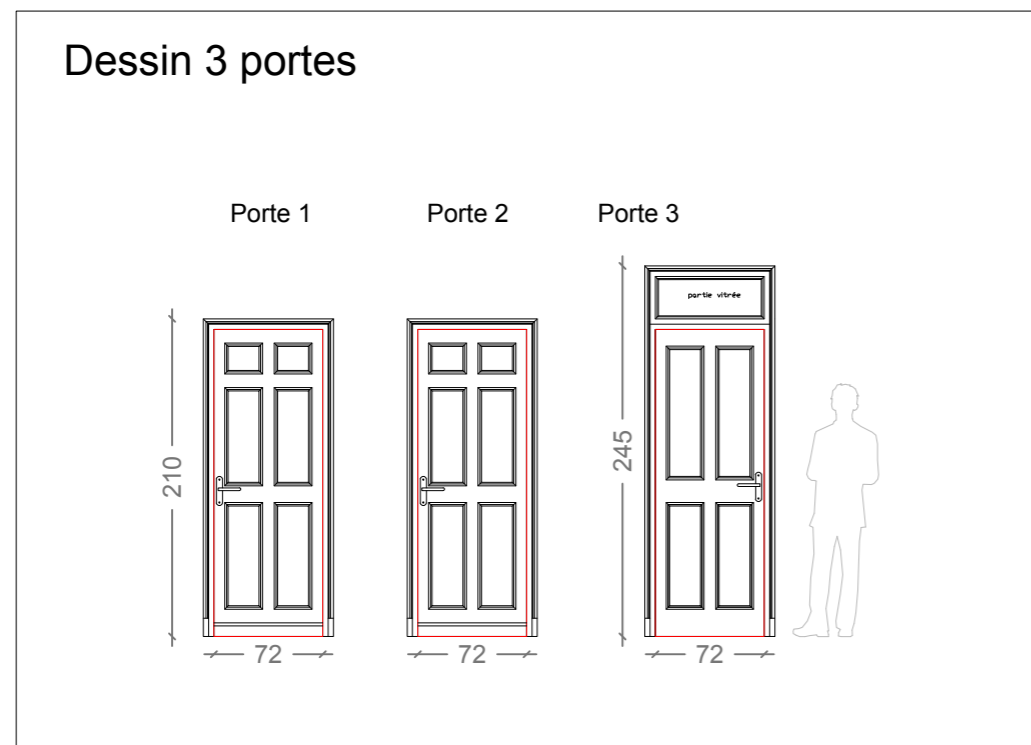 Dessin 3 portes
Porte 1
Porte 2
Porte 3
partie vitrée
210
245
72
72
72